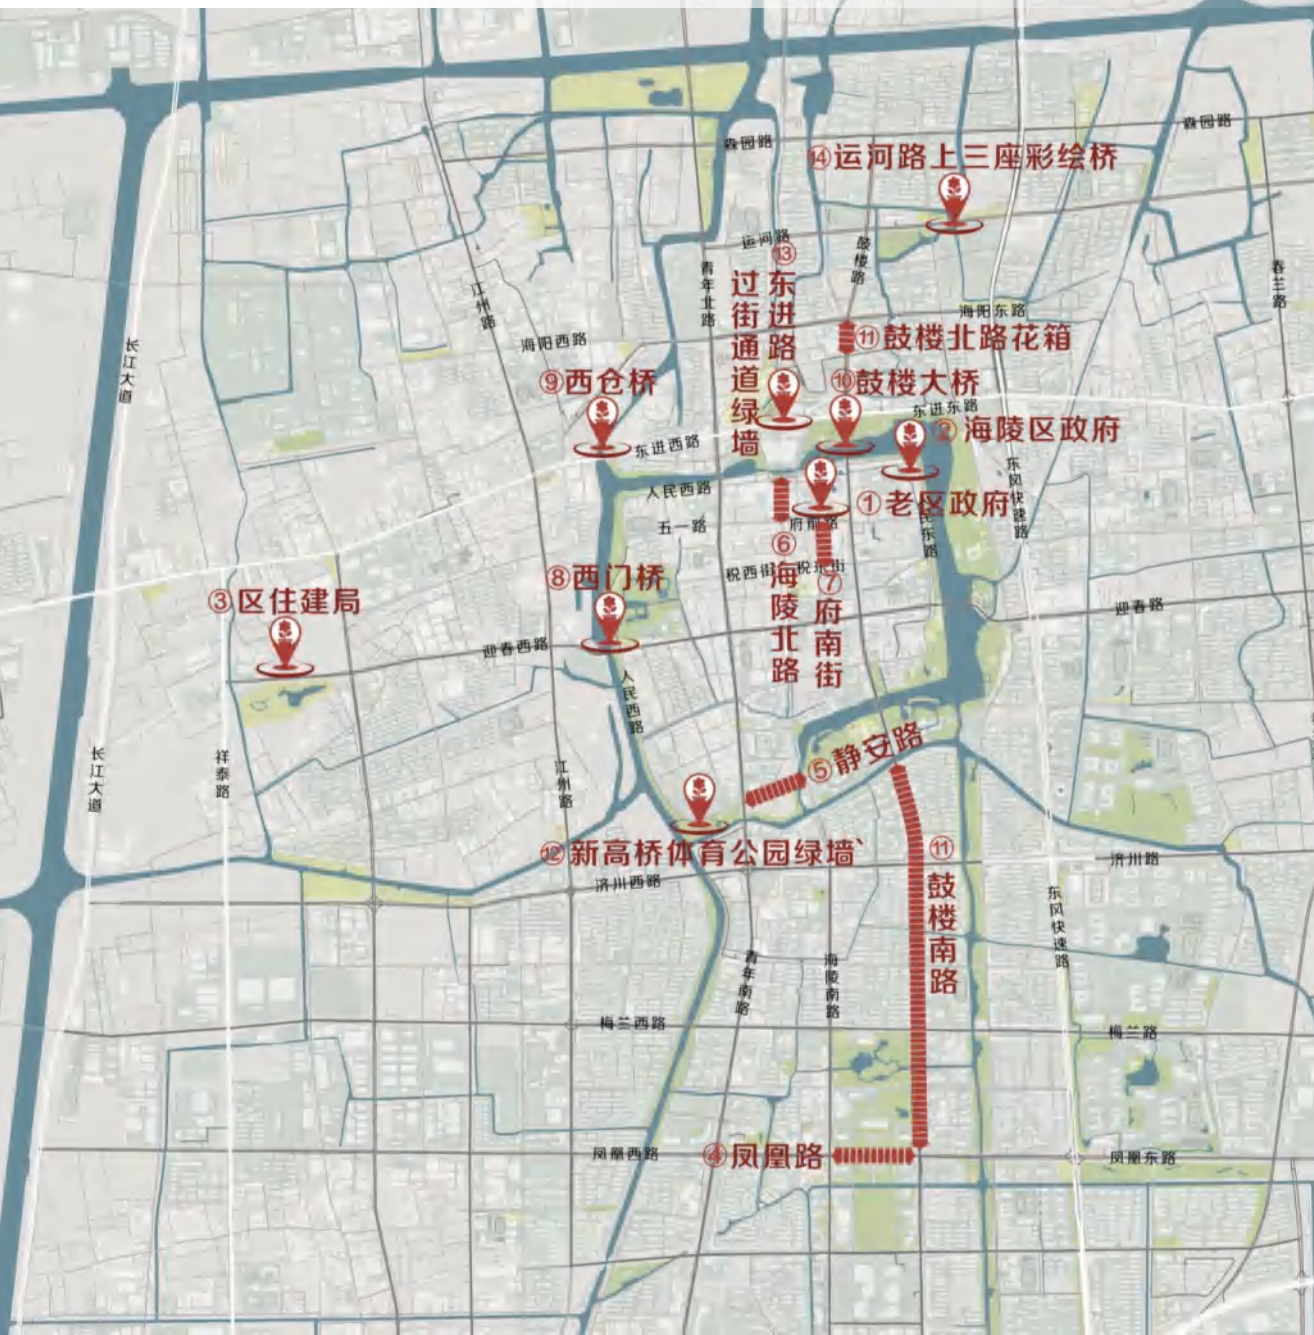 森园路
森园路
⑭运河路上三座彩绘桥
运河路
鼓楼路
春兰路
青年北路
江州路
⑬东进路
过街通道绿墙
海阳东路
海阳西路
⑪鼓楼北路花箱
长江大道
⑨西仓桥
⑩鼓楼大桥
东进东路
②海陵区政府
东进西路
东风快速路
人民西路
①老区政府
五一路
府前路
民东路
⑥海陵北路
税西街
税东街
⑦府南街
⑧西门桥
③区住建局
迎春路
迎春西路
人民西路
⑤静安路
长江大道
祥泰路
江州路
⑫新高桥体育公园绿墙`
⑪鼓楼南路
济川路
济川西路
东风快速路
青年南路
海陵南路
梅兰西路
梅兰路
凤凰西路
④凤凰路
凤凰东路